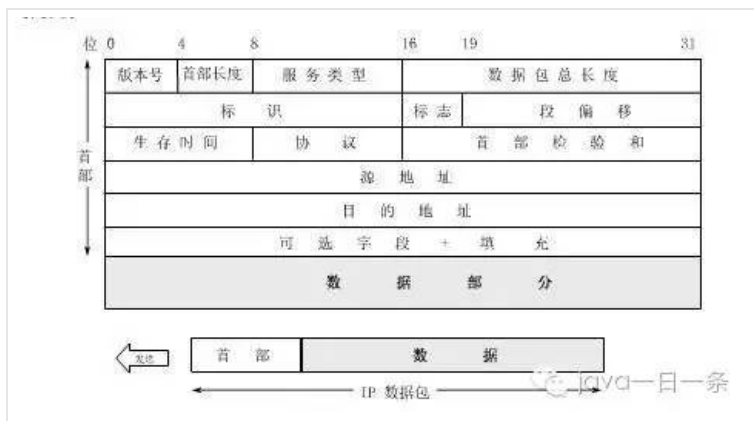 位 0 4 8 16 19 31
版本号 首部长度 服务类型 数据包总长度
标识 标志 段偏移
生存时间 协议 首部检验和
首部
源地址
目的地址
可选字段 + 填充
数据部分
发送 首部 数据
IP 数据包
java一日一条